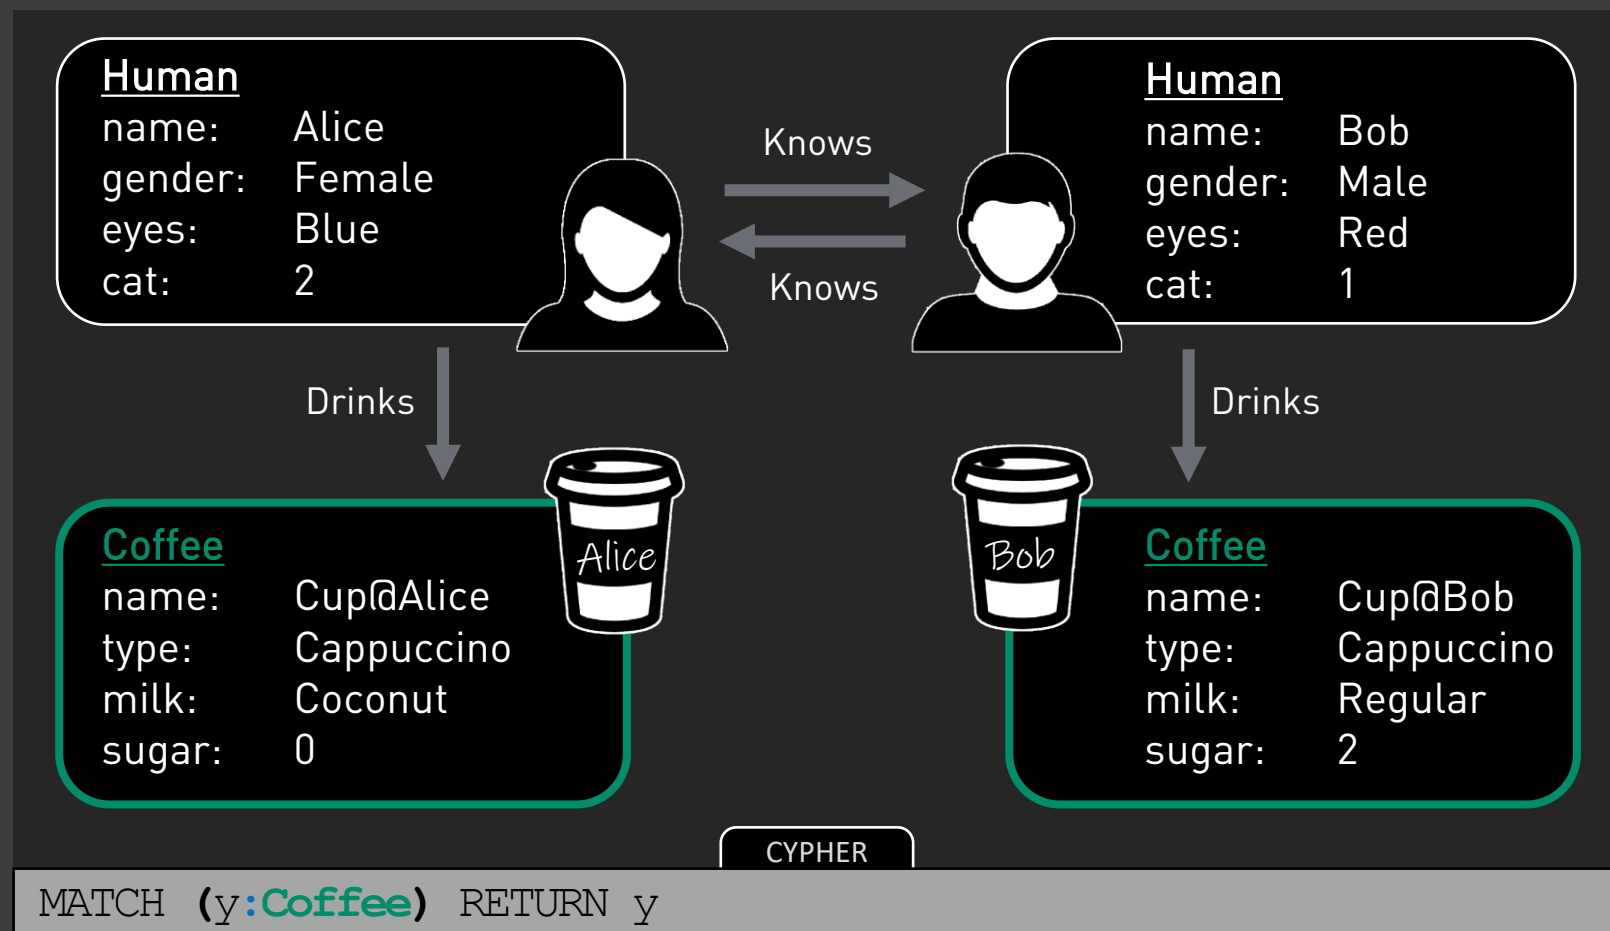 Human
name: Alice
gender: Female
eyes: Blue
cat: 2
Knows
Knows
Human
name: Bob
gender: Male
eyes: Red
cat: 1
Drinks
Drinks
Coffee
name: Cup@Alice
type: Cappuccino
milk: Coconut
sugar: 0
Alice
Bob
Coffee
name: Cup@Bob
type: Cappuccino
milk: Regular
sugar: 2
CYPHER
MATCH (y:Coffee) RETURN y